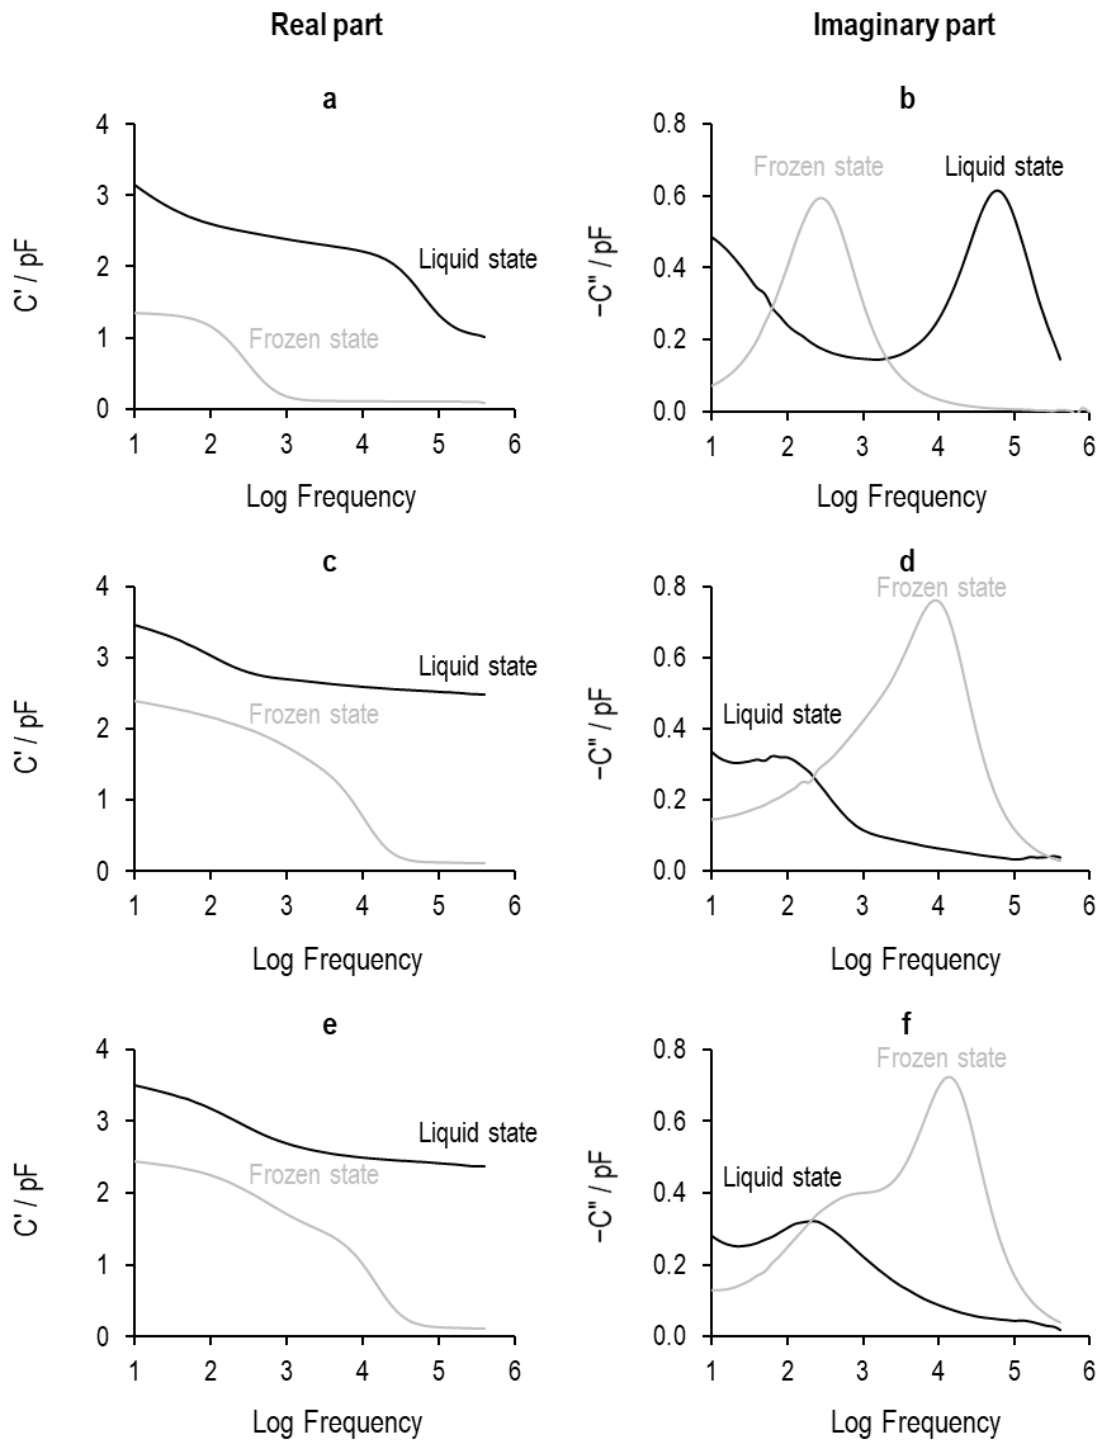 Real part
Imaginary part
a
b
4
3
2
1
0
C' / pF
Liquid state
Frozen state
1 2 3 4 5 6
Log Frequency
0.8
0.6
0.4
0.2
0.0
−C" / pF
Frozen state
Liquid state
1 2 3 4 5 6
Log Frequency
c
d
4
3
2
1
0
C' / pF
Liquid state
Frozen state
1 2 3 4 5 6
Log Frequency
0.8
0.6
0.4
0.2
0.0
−C" / pF
Frozen state
Liquid state
1 2 3 4 5 6
Log Frequency
e
f
4
3
2
1
0
C' / pF
Liquid state
Frozen state
1 2 3 4 5 6
Log Frequency
0.8
0.6
0.4
0.2
0.0
−C" / pF
Frozen state
Liquid state
1 2 3 4 5 6
Log Frequency